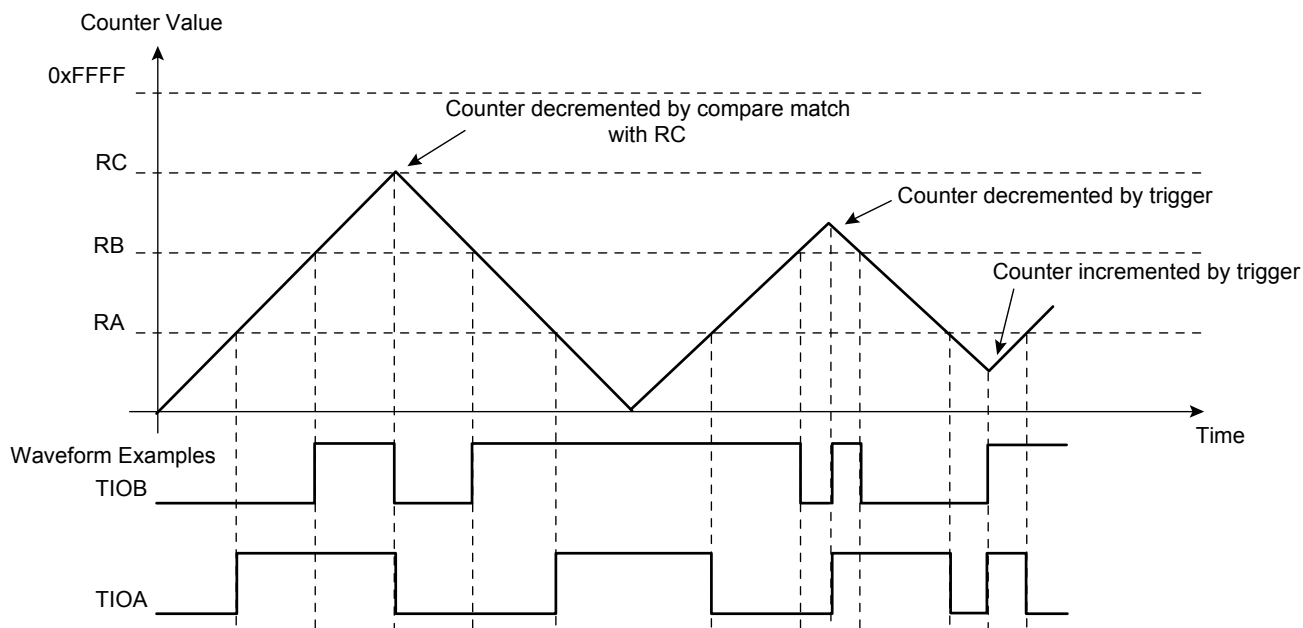 Counter Value
0xFFFF
Counter decremented by compare match
with RC
RC
Counter decremented by trigger
RB
Counter incremented by trigger
RA
Time
Waveform Examples
TIOB
TIOA